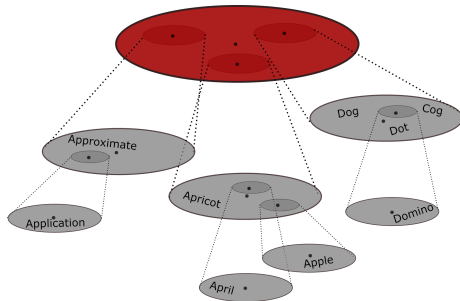 Dog
Cog
Dot
Approximate
Apricot
Domino
Application
Apple
April